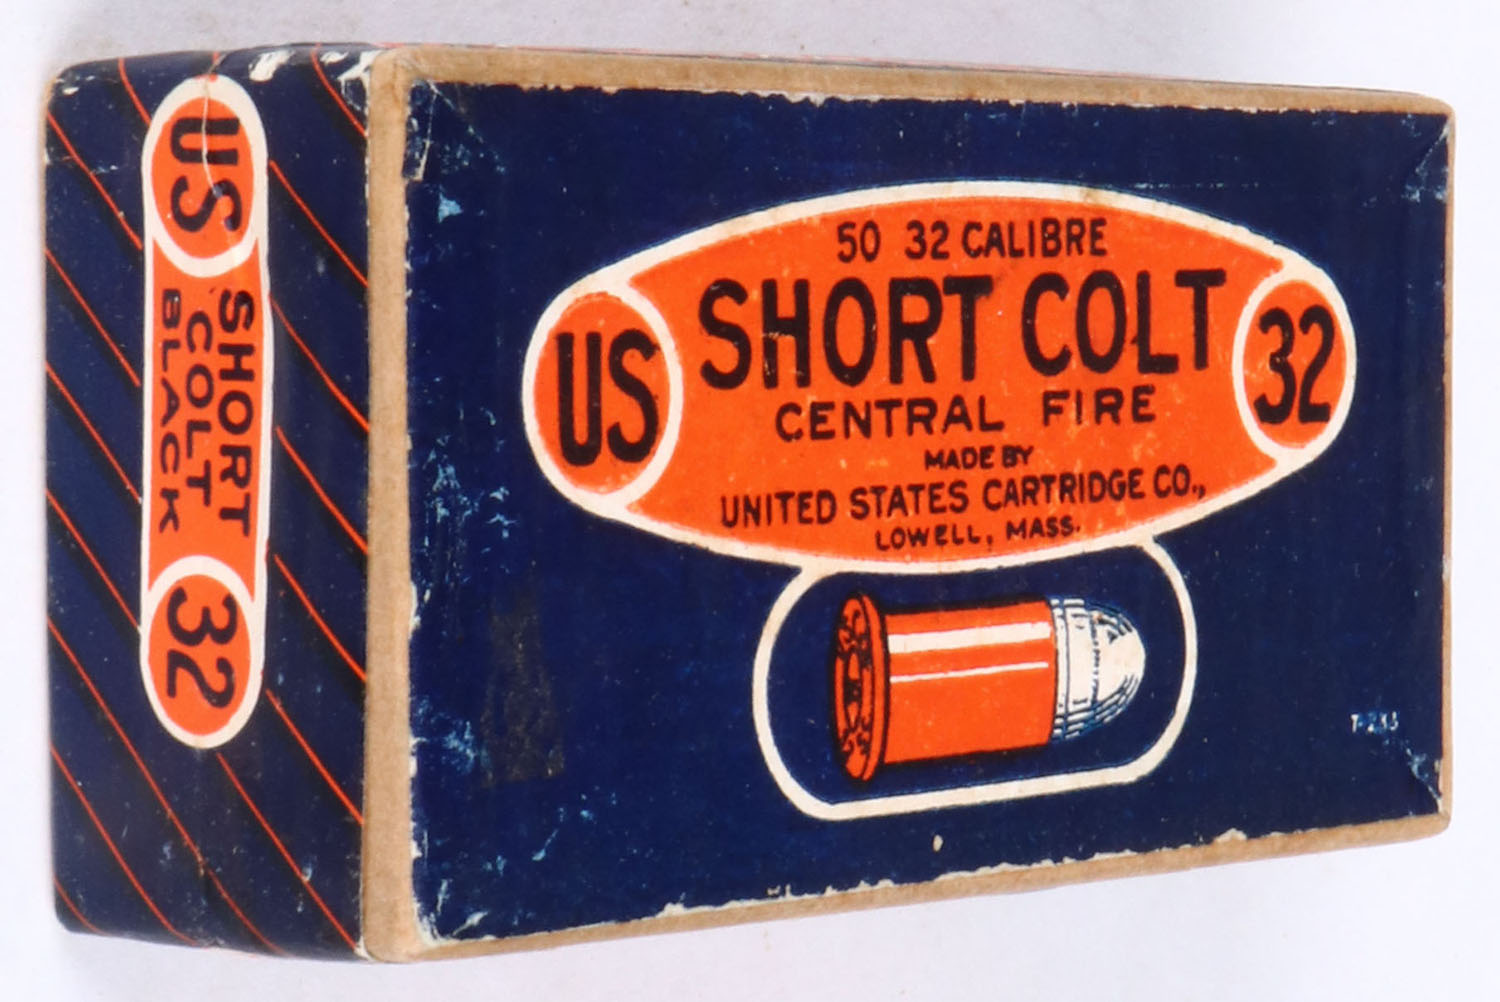 50 32 CALIBRE
SHORT COLT
US
32
CENTRAL FIRE
MADE BY
UNITED STATES CARTRIDGE CO.,
LOWELL, MASS.
US
SHORT
COLT
BLACK
32